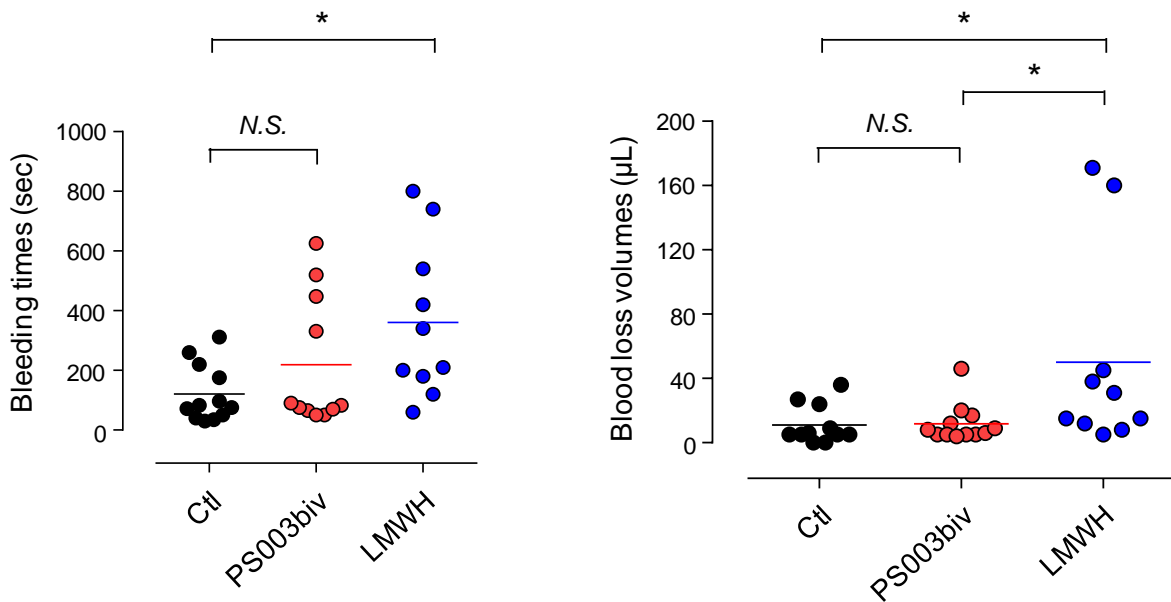 *
N.S.
Bleeding times (sec)
1000
800
600
400
200
0
Ctl
PS003biv
LMWH
*
*
N.S.
Blood loss volumes (µL)
200
160
120
80
40
0
Ctl
PS003biv
LMWH